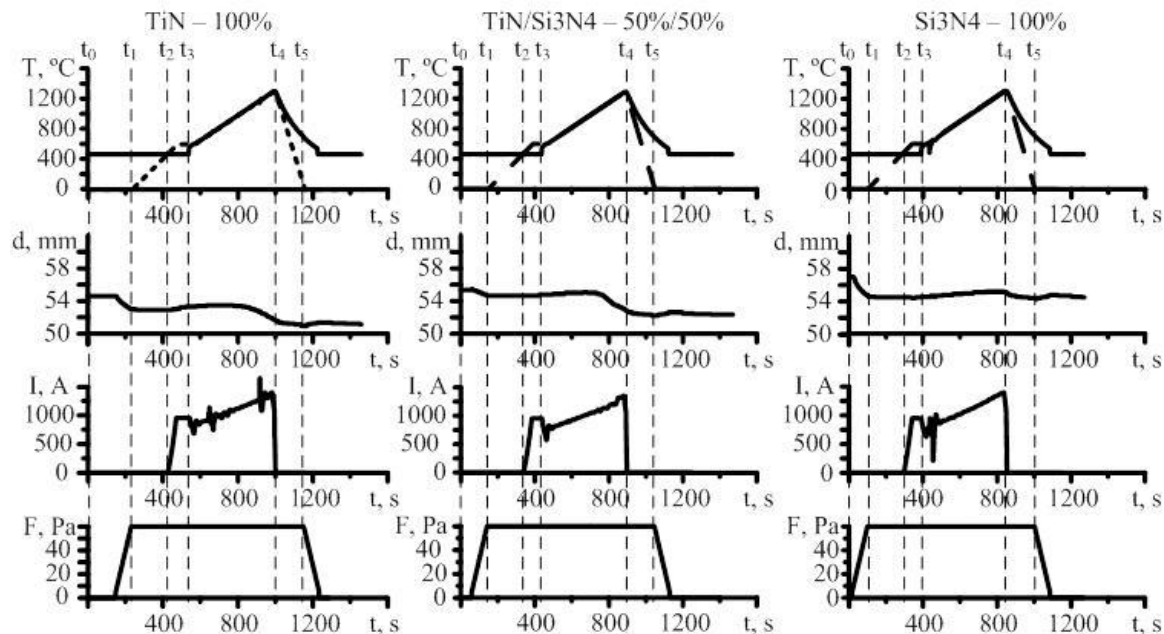 TiN – 100% TiN/Si3N4 – 50%/50% Si3N4 – 100%
t₀ t₁ t₂ t₃ t₄ t₅ t₀ t₁ t₂ t₃ t₄ t₅ t₀ t₁ t₂ t₃ t₄ t₅
T, ºC T, ºC T, ºC
1200 1200 1200
800 800 800
400 400 400
0 0 0
400 800 1200 t, s 400 800 1200 t, s 400 800 1200 t, s
d, mm d, mm d, mm
58 58 58
54 54 54
50 50 50
400 800 1200 t, s 400 800 1200 t, s 400 800 1200 t, s
I, A I, A I, A
1000 1000 1000
500 500 500
0 0 0
400 800 1200 t, s 400 800 1200 t, s 400 800 1200 t, s
F, Pa F, Pa F, Pa
40 40 40
20 20 20
0 0 0
400 800 1200 t, s 400 800 1200 t, s 400 800 1200 t, s